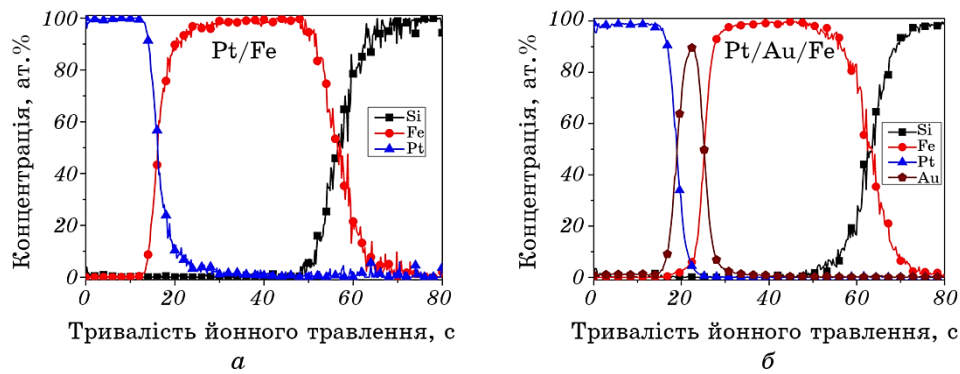 100
80
60
40
20
0
Концентрація, ат.%
Pt/Fe
Si
Fe
Pt
0 20 40 60 80
Тривалість йонного травлення, с
а
100
80
60
40
20
0
Концентрація, ат.%
Pt/Au/Fe
Si
Fe
Pt
Au
0 20 40 60 80
Тривалість йонного травлення, с
б